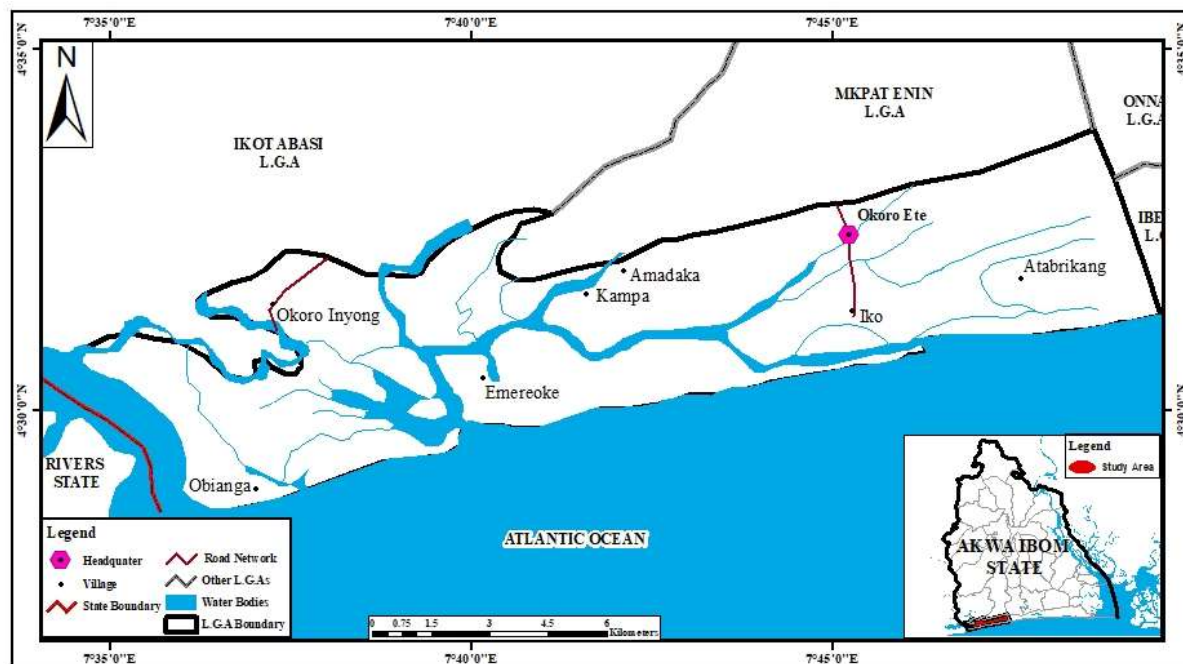 7°35'0"E
7°40'0"E
7°45'0"E
4°35'0"N
4°35'0"N
N
MKPAT ENIN
L.G.A
ONNA
L.G.A
IKOT ABASI
L.G.A
Okoro Ete
IBE
L.G
Amadaka
Atabrikang
Kampa
Okoro Inyong
Iko
Emereoke
4°30'0"N
4°30'0"N
RIVERS
STATE
Obianga
ATLANTIC OCEAN
Legend
Headquater
Village
State Boundary
Road Network
Other L.G.As
Water Bodies
L.G.A Boundary
0 0.75 1.5 3 4.5 6
Kilometers
Legend
Study Area
AKWA IBOM
STATE
7°35'0"E
7°40'0"E
7°45'0"E